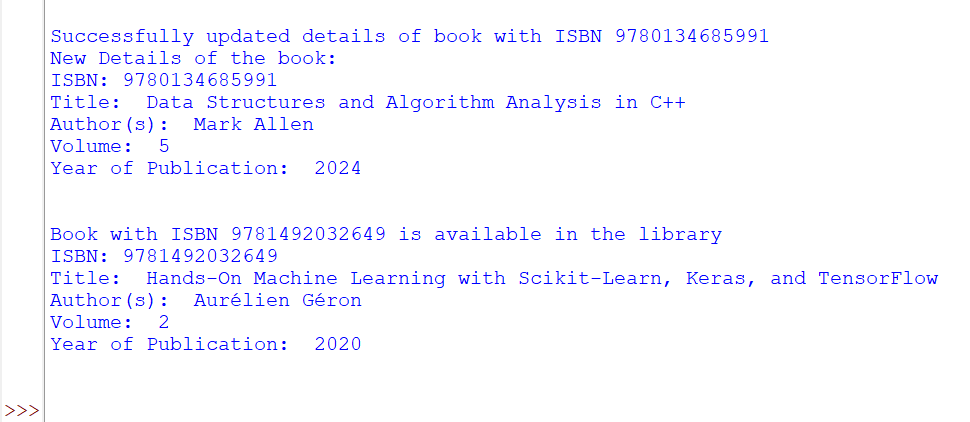 Successfully updated details of book with ISBN 9780134685991
New Details of the book:
ISBN: 9780134685991
Title:  Data Structures and Algorithm Analysis in C++
Author(s):  Mark Allen
Volume:  5
Year of Publication:  2024
Book with ISBN 9781492032649 is available in the library
ISBN: 9781492032649
Title:  Hands-On Machine Learning with Scikit-Learn, Keras, and TensorFlow
Author(s):  Aurélien Géron
Volume:  2
Year of Publication:  2020
>>>